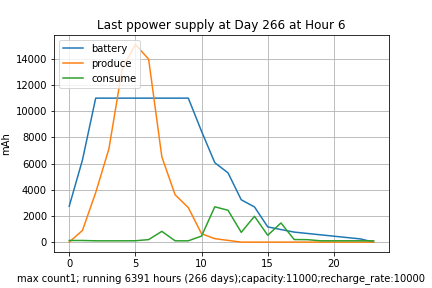 Last ppower supply at Day 266 at Hour 6
battery
produce
consume
14000
12000
10000
8000
6000
4000
2000
0
mAh
0 5 10 15 20
max count1; running 6391 hours (266 days);capacity:11000;recharge_rate:10000